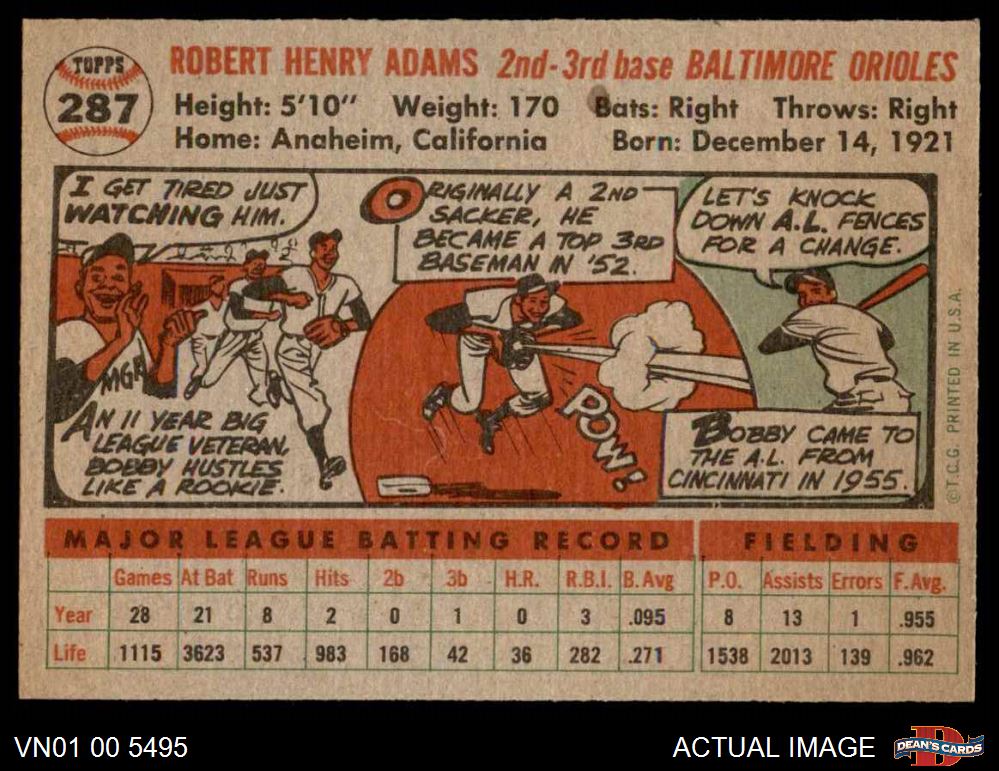 TOPPS
287
ROBERT HENRY ADAMS 2nd-3rd base BALTIMORE ORIOLES
Height: 5'10" Weight: 170 Bats: Right Throws: Right
Home: Anaheim, California Born: December 14, 1921
I GET TIRED JUST
WATCHING HIM.
MGR
AN 11 YEAR BIG
LEAGUE VETERAN,
BOBBY HUSTLES
LIKE A ROOKIE.
ORIGINALLY A 2ND
SACKER, HE
BECAME A TOP 3RD
BASEMAN IN '52.
POW!
LET'S KNOCK
DOWN A.L. FENCES
FOR A CHANGE.
BOBBY CAME TO
THE A.L. FROM
CINCINNATI IN 1955.
©T.C.G. PRINTED IN U.S.A.
MAJOR LEAGUE BATTING RECORD FIELDING
Games At Bat Runs Hits 2b 3b H.R. R.B.I. B. Avg P.O. Assists Errors F. Avg.
Year 28 21 8 2 0 1 0 3 .095 8 13 1 .955
Life 1115 3623 537 983 168 42 36 282 .271 1538 2013 139 .962
VN01 00 5495
ACTUAL IMAGE
DEAN'S CARDS